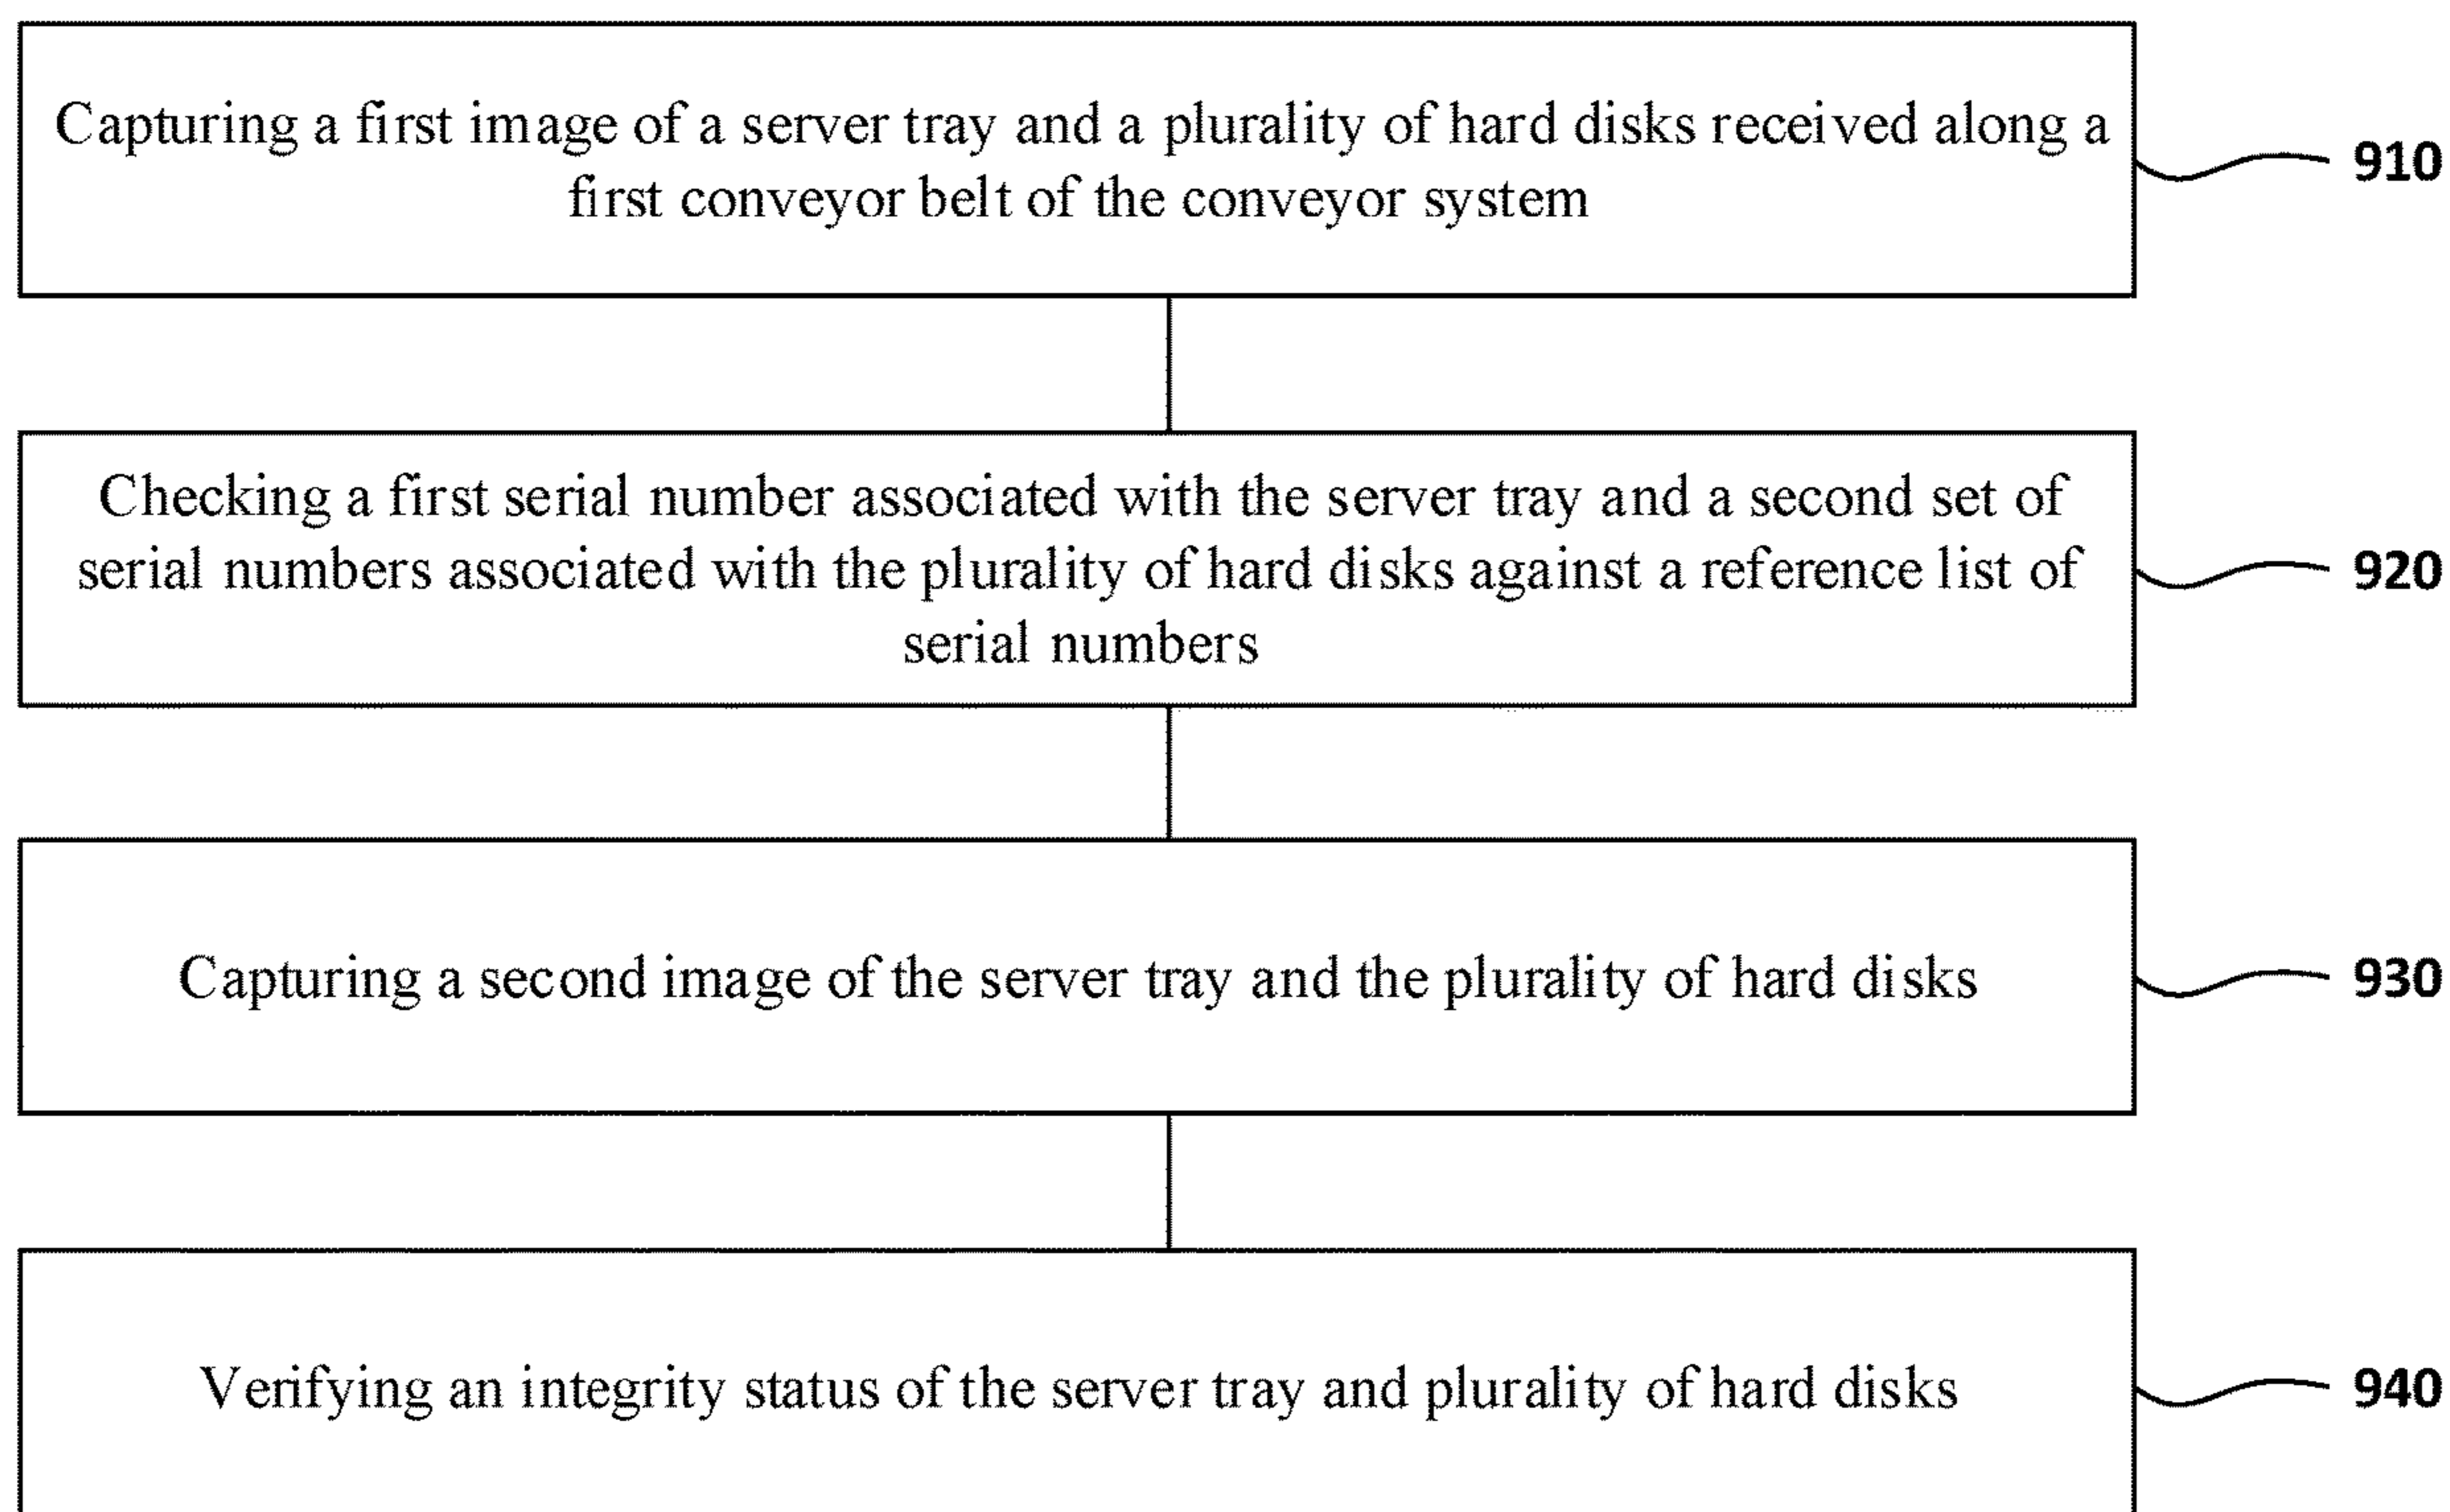 Capturing a first image of a server tray and a plurality of hard disks received along a
first conveyor belt of the conveyor system
910
Checking a first serial number associated with the server tray and a second set of
serial numbers associated with the plurality of hard disks against a reference list of
serial numbers
920
Capturing a second image of the server tray and the plurality of hard disks
930
Verifying an integrity status of the server tray and plurality of hard disks
940